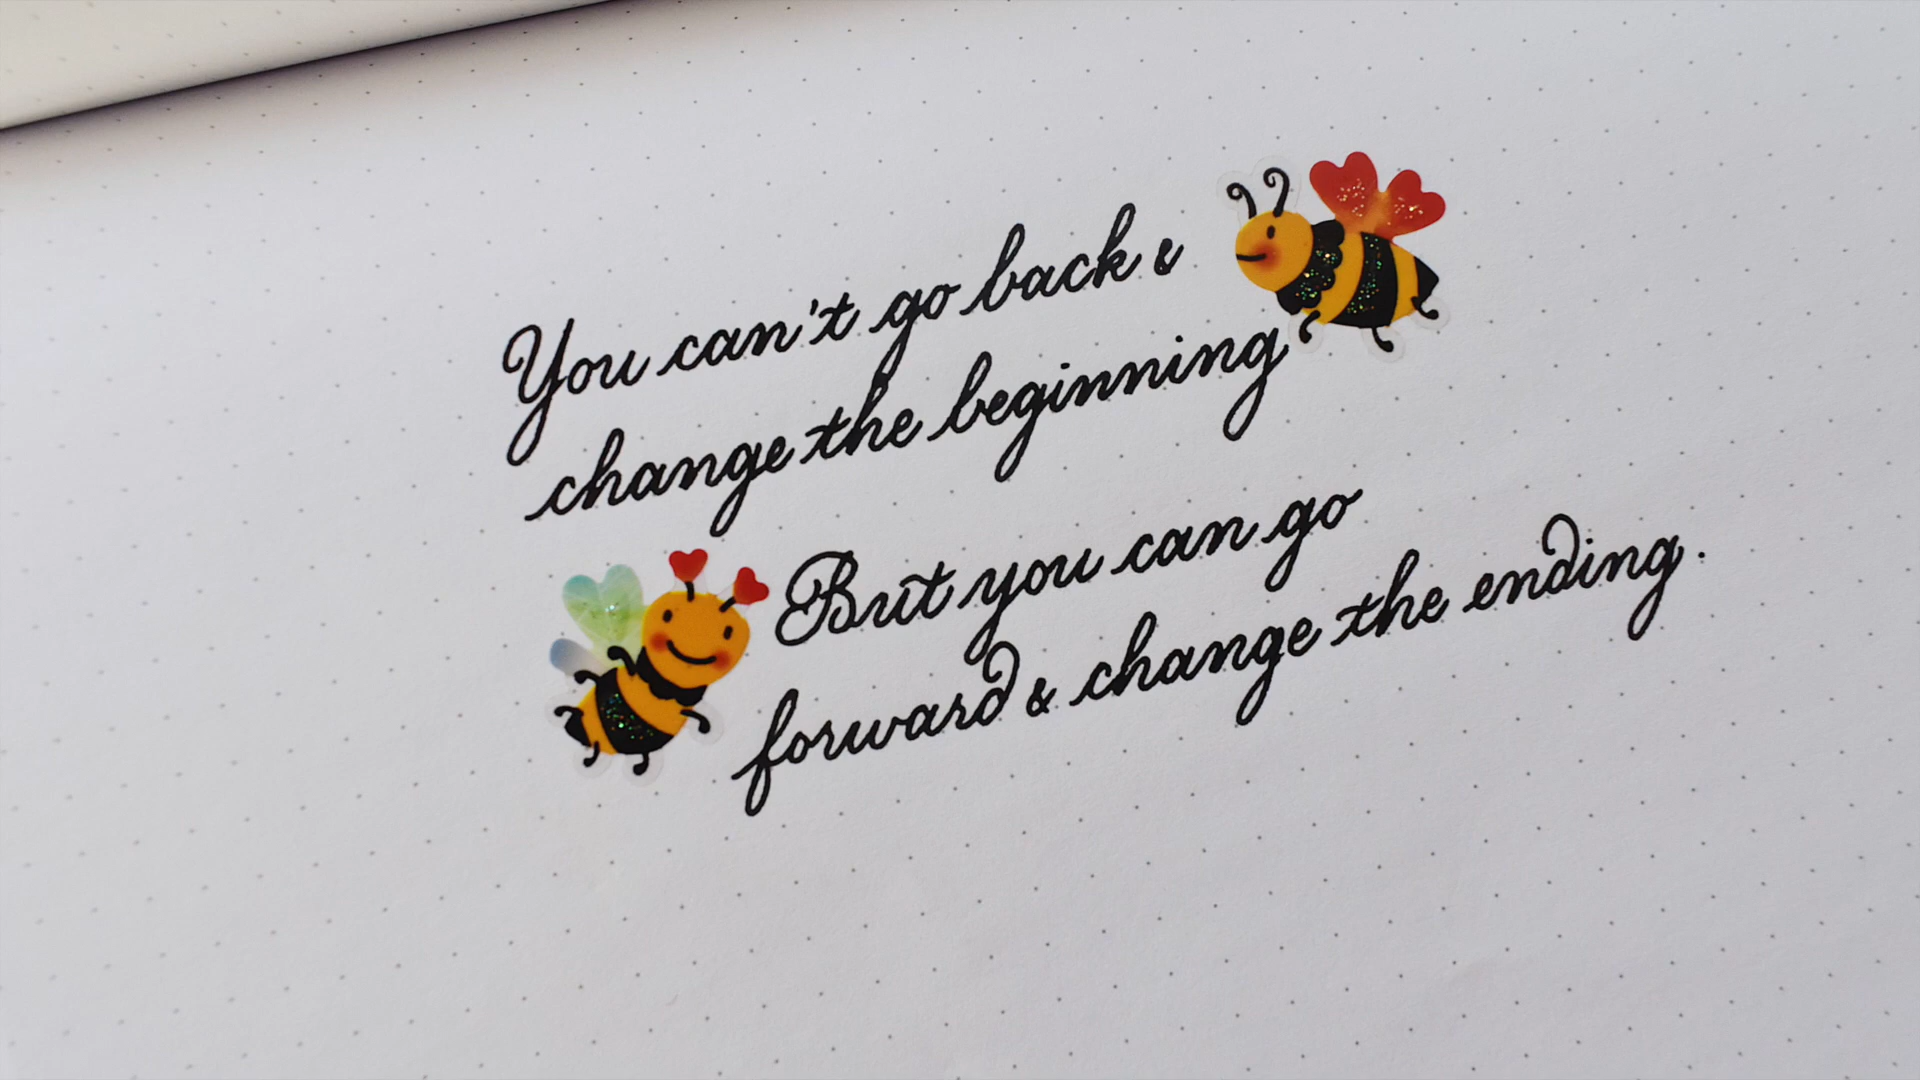 You can't go back &
change the beginning
But you can go
forward & change the ending.